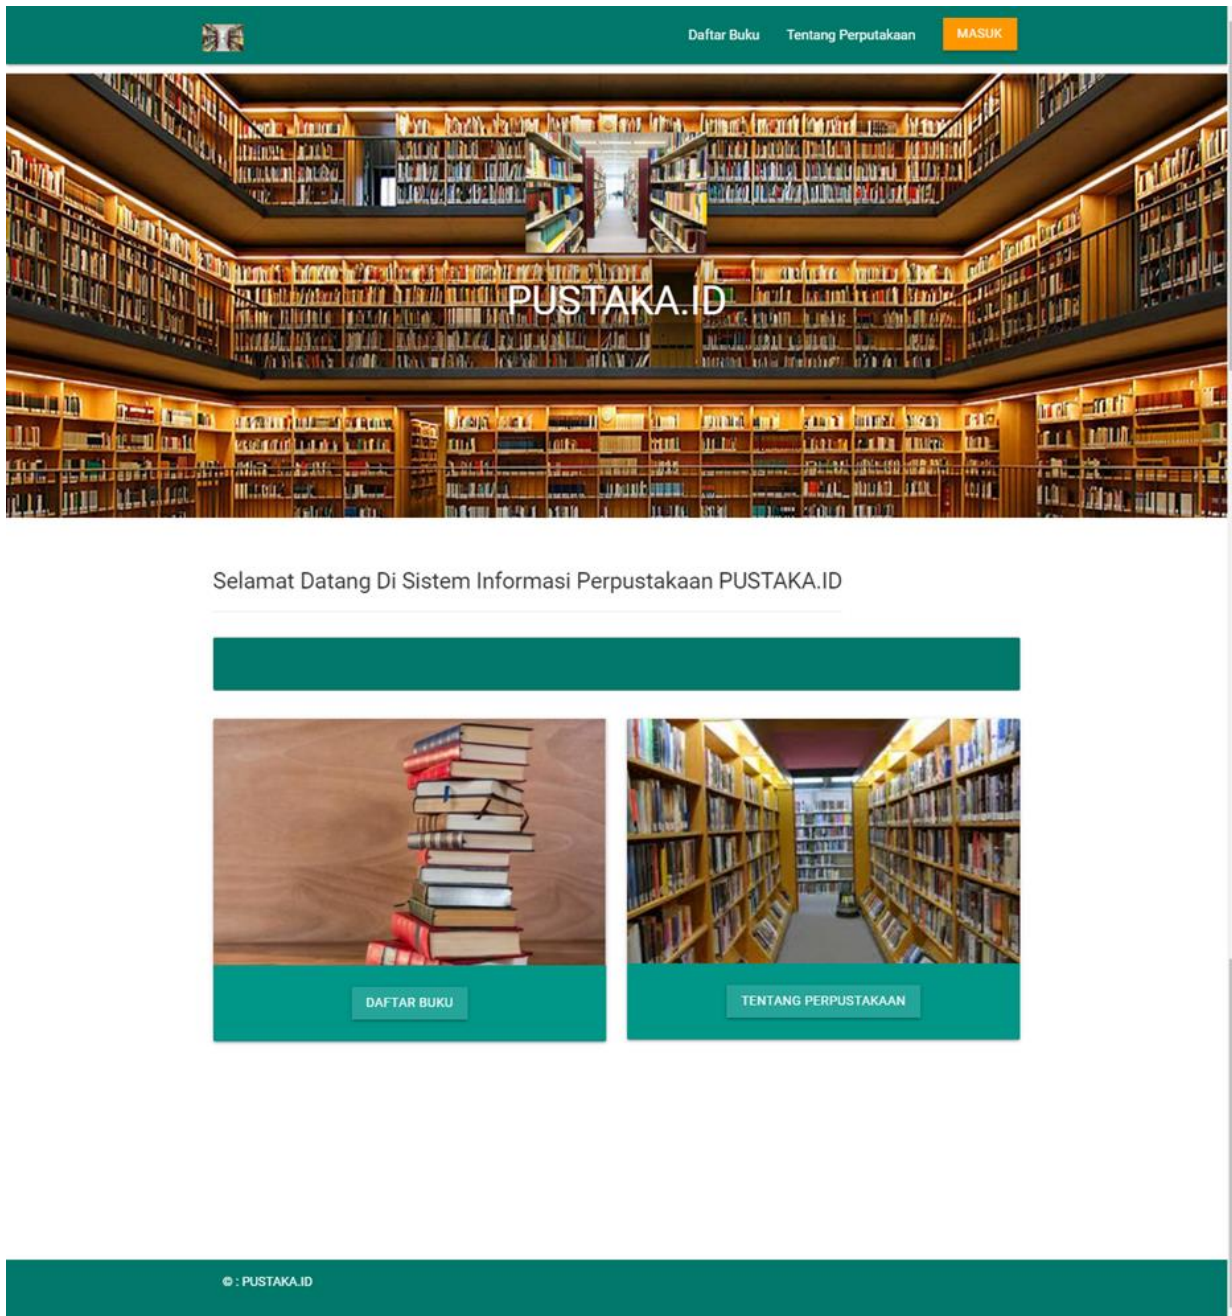 Daftar Buku
Tentang Perputakaan
MASUK
PUSTAKA.ID
Selamat Datang Di Sistem Informasi Perpustakaan PUSTAKA.ID
DAFTAR BUKU
TENTANG PERPUSTAKAAN
© : PUSTAKA.ID